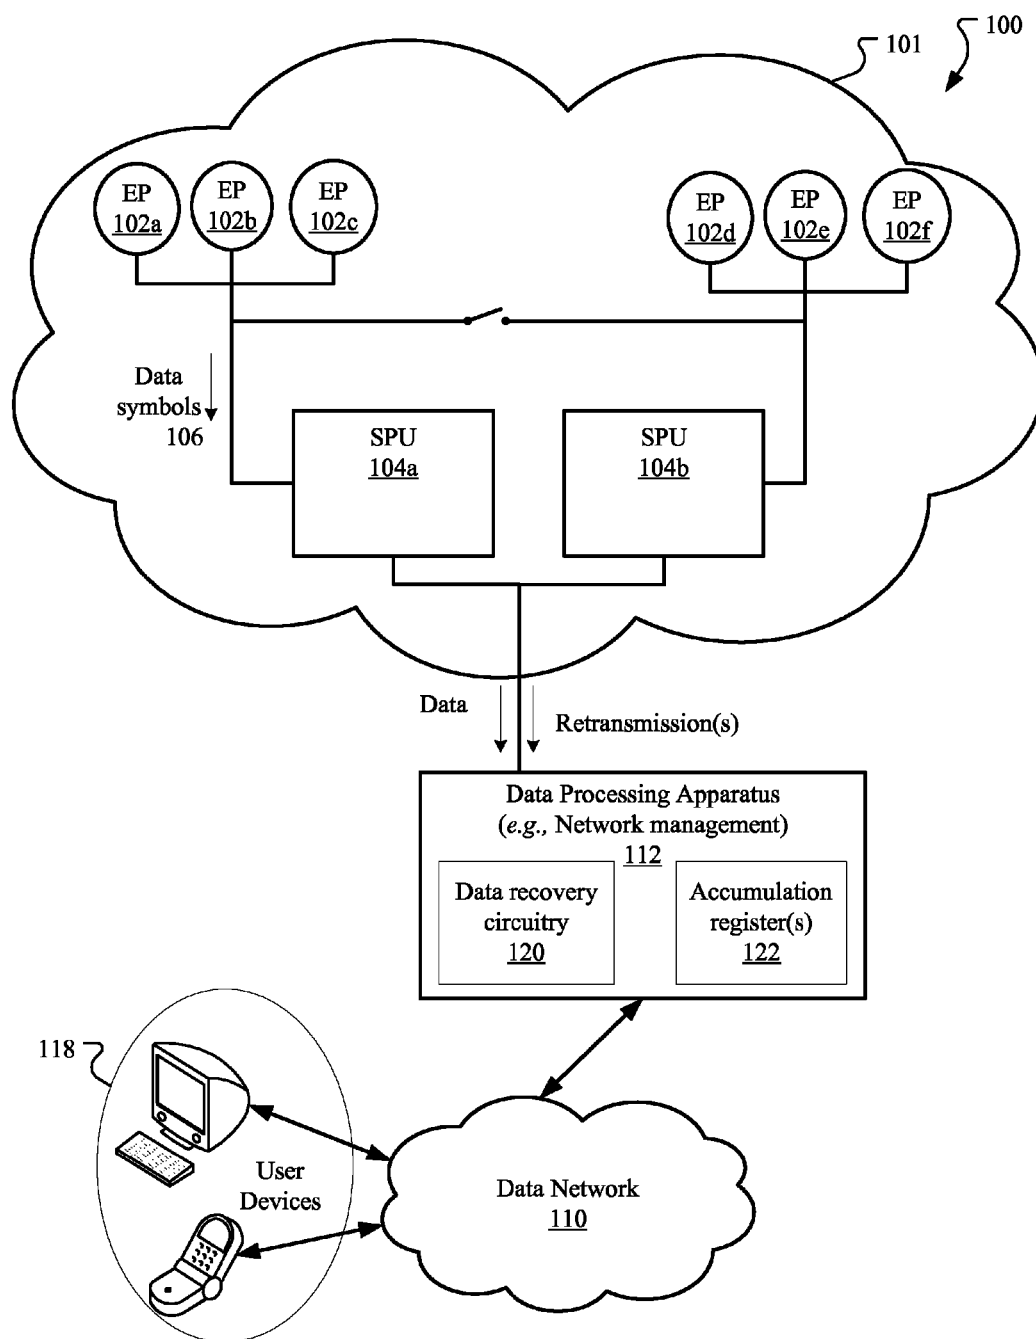 100
101
EP
102a
EP
102b
EP
102c
EP
102d
EP
102e
EP
102f
Data
symbols
106
SPU
104a
SPU
104b
Data
Retransmission(s)
Data Processing Apparatus
(e.g., Network management)
112
Data recovery
circuitry
120
Accumulation
register(s)
122
118
User
Devices
Data Network
110